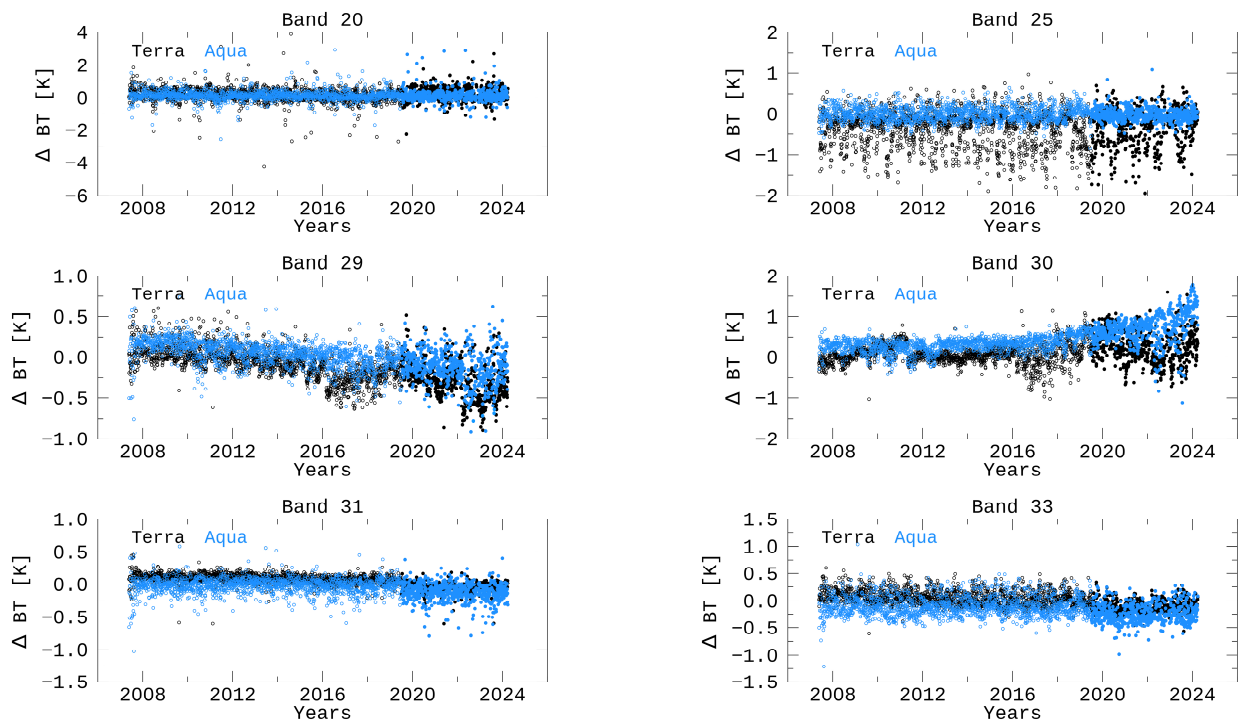 Band 20
4
2
0
−2
−4
−6
Δ BT [K]
Terra Aqua
2008 2012 2016 2020 2024
Years
Band 25
2
1
0
−1
−2
Δ BT [K]
Terra Aqua
2008 2012 2016 2020 2024
Years
Band 29
1.0
0.5
0.0
−0.5
−1.0
Δ BT [K]
Terra Aqua
2008 2012 2016 2020 2024
Years
Band 30
2
1
0
−1
−2
Δ BT [K]
Terra Aqua
2008 2012 2016 2020 2024
Years
Band 31
1.0
0.5
0.0
−0.5
−1.0
−1.5
Δ BT [K]
Terra Aqua
2008 2012 2016 2020 2024
Years
Band 33
1.5
1.0
0.5
0.0
−0.5
−1.0
−1.5
Δ BT [K]
Terra Aqua
2008 2012 2016 2020 2024
Years